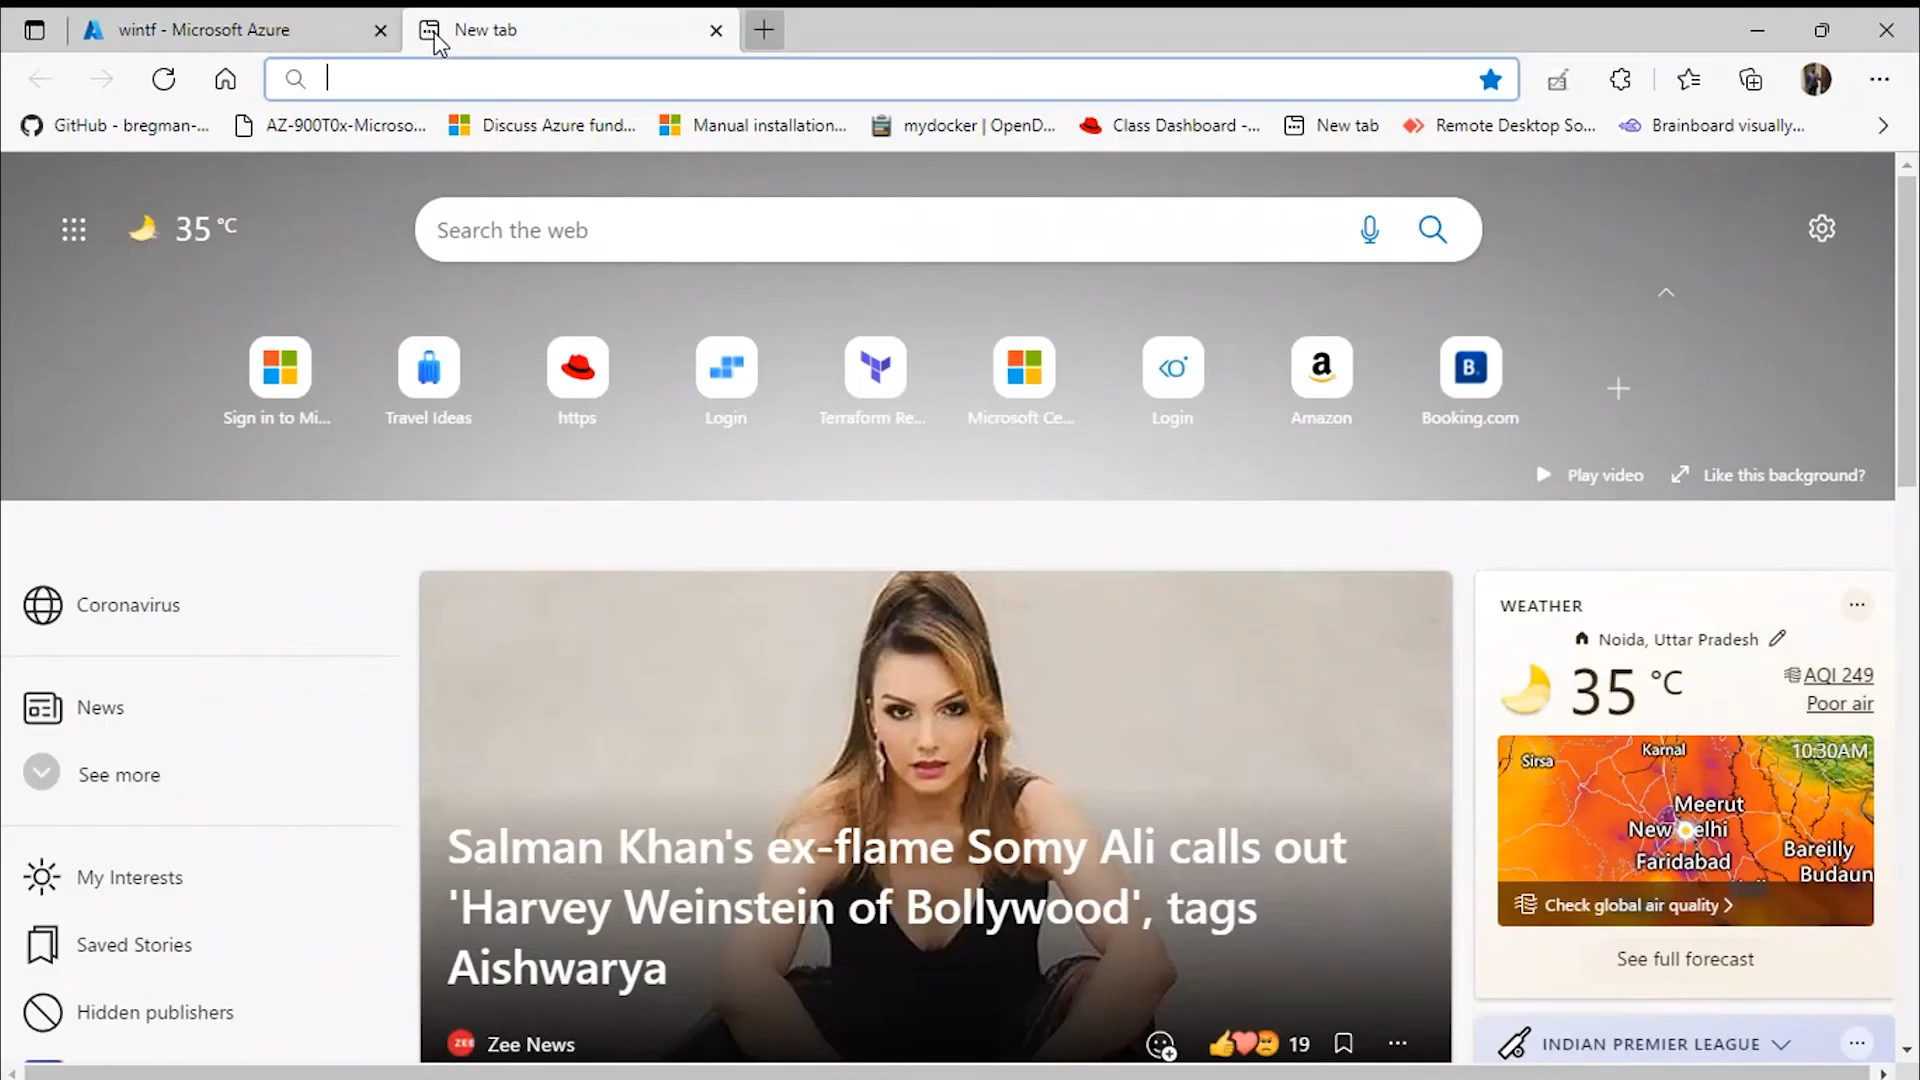 wintf - Microsoft Azure
New tab
GitHub - bregman-...
AZ-900T0x-Microso...
Discuss Azure fund...
Manual installation...
mydocker | OpenD...
Class Dashboard -...
New tab
Remote Desktop So...
Brainboard visually...
35 °C
Search the web
Sign in to Mi...
Travel Ideas
https
Login
Terraform Re...
Microsoft Ce...
Login
Amazon
Booking.com
Play video
Like this background?
Coronavirus
News
See more
My Interests
Saved Stories
Hidden publishers
Salman Khan's ex-flame Somy Ali calls out
'Harvey Weinstein of Bollywood', tags
Aishwarya
Zee News
19
WEATHER
Noida, Uttar Pradesh
35 °C
AQI 249
Poor air
10:30AM
Karnal
Sirsa
Meerut
New Delhi
Faridabad
Bareilly
Budaun
Check global air quality
See full forecast
INDIAN PREMIER LEAGUE